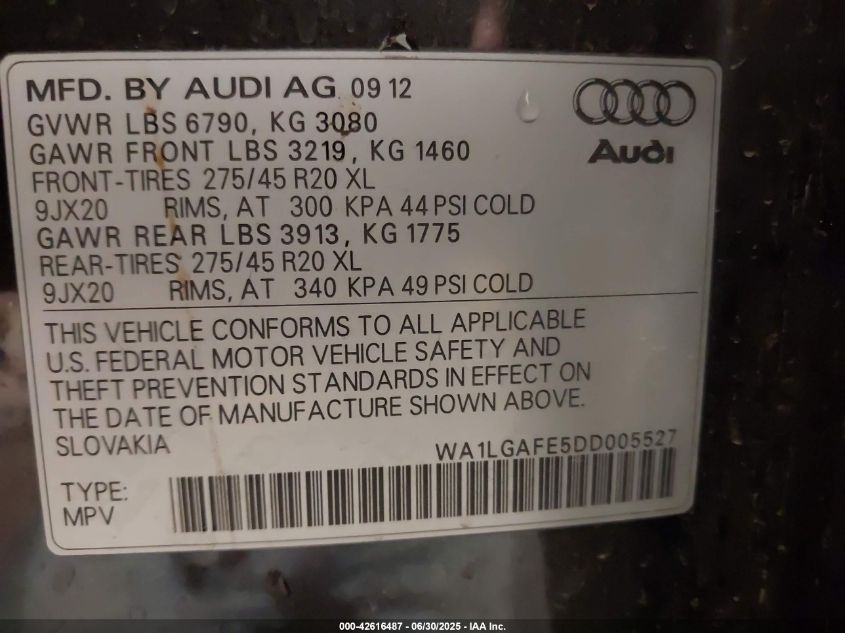 MFD. BY AUDI AG 09 12
GVWR LBS 6790, KG 3080
GAWR FRONT LBS 3219, KG 1460
FRONT-TIRES 275/45 R20 XL
9JX20 RIMS, AT 300 KPA 44 PSI COLD
GAWR REAR LBS 3913, KG 1775
REAR-TIRES 275/45 R20 XL
9JX20 RIMS, AT 340 KPA 49 PSI COLD
Audi
THIS VEHICLE CONFORMS TO ALL APPLICABLE
U.S. FEDERAL MOTOR VEHICLE SAFETY AND
THEFT PREVENTION STANDARDS IN EFFECT ON
THE DATE OF MANUFACTURE SHOWN ABOVE.
SLOVAKIA WA1LGAFE5DD005527
TYPE:
MPV
000-42616487 - 06/30/2025 - IAA Inc.